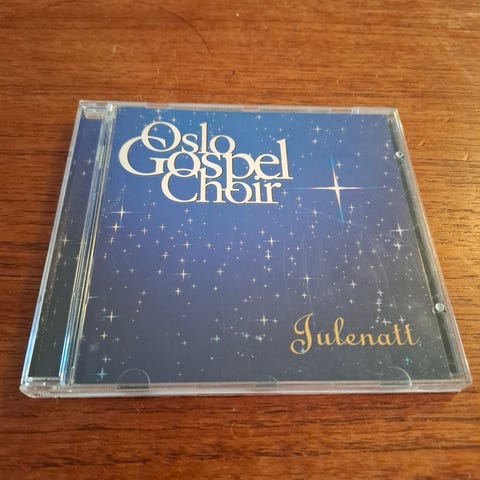 Oslo
Gospel
Choir
Julenatt